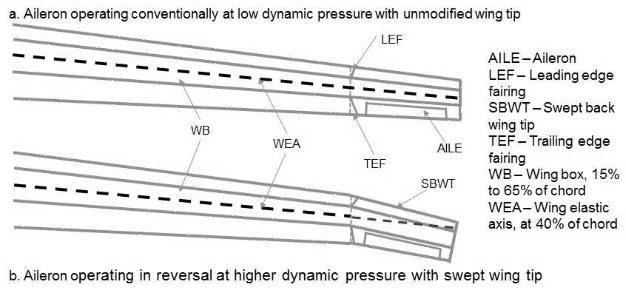 a. Aileron operating conventionally at low dynamic pressure with unmodified wing tip
LEF
AILE – Aileron
LEF – Leading edge
fairing
SBWT – Swept back
wing tip
TEF – Trailing edge
fairing
WB – Wing box, 15%
to 65% of chord
WEA – Wing elastic
axis, at 40% of chord
WB
WEA
TEF
AILE
SBWT
b. Aileron operating in reversal at higher dynamic pressure with swept wing tip